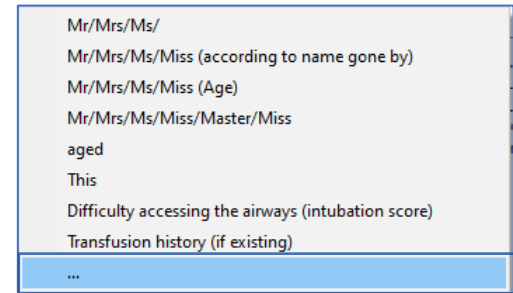 Mr/Mrs/Ms/
Mr/Mrs/Ms/Miss (according to name gone by)
Mr/Mrs/Ms/Miss (Age)
Mr/Mrs/Ms/Miss/Master/Miss
aged
This
Difficulty accessing the airways (intubation score)
Transfusion history (if existing)
...